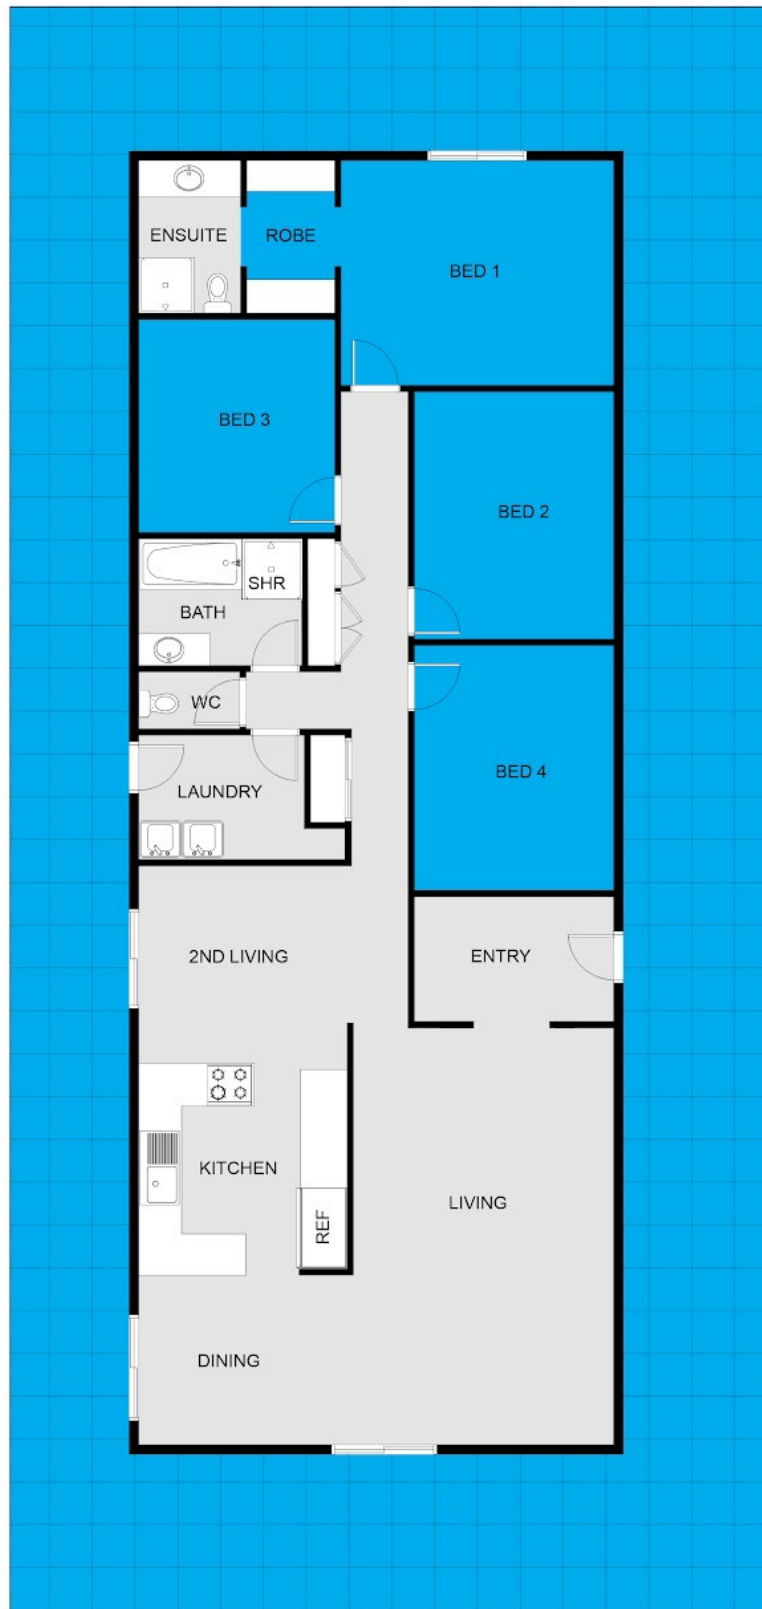 ENSUITE
ROBE
BED 1
BED 3
BED 2
SHR
BATH
WC
BED 4
LAUNDRY
2ND LIVING
ENTRY
KITCHEN
LIVING
REF
DINING